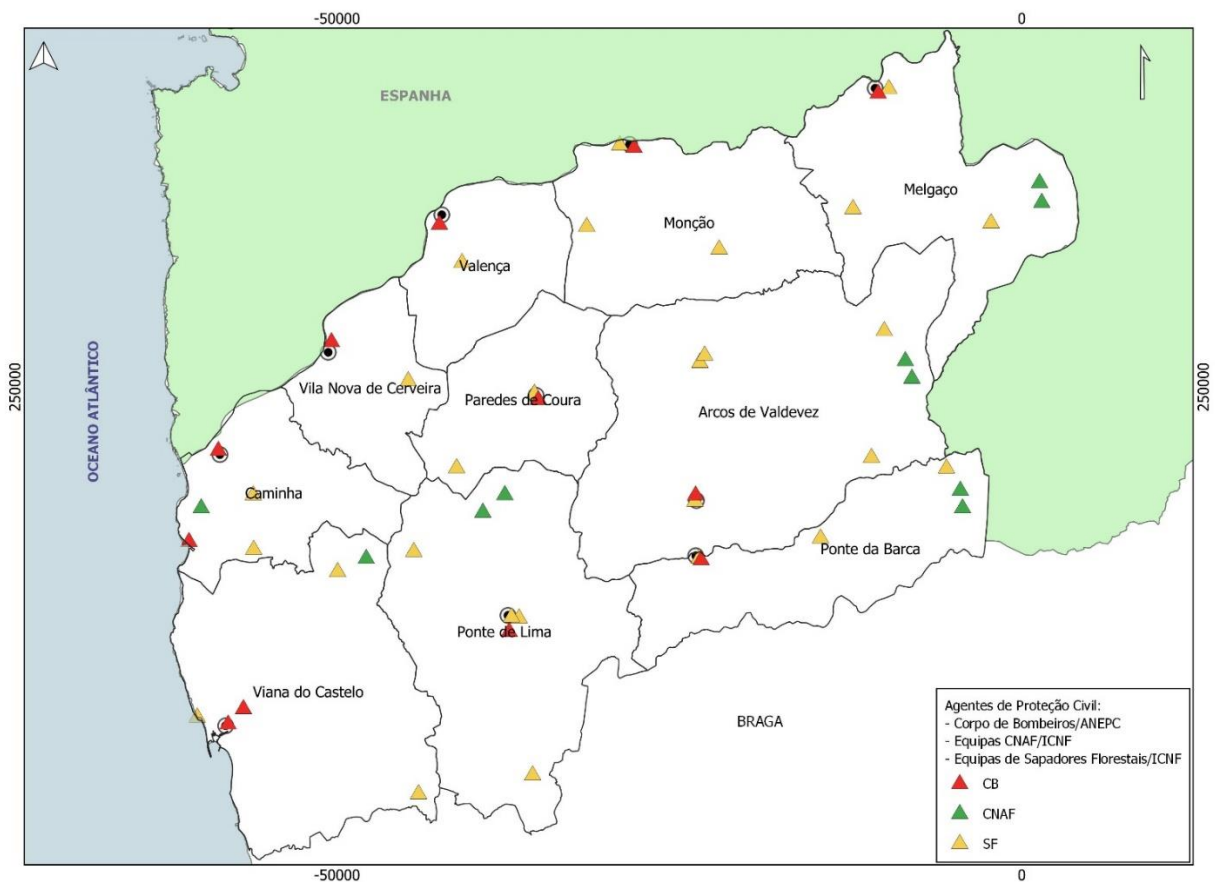 -50000
0
ESPANHA
Melgaço
Monção
Valença
250000
250000
OCEANO ATLÂNTICO
Vila Nova de Cerveira
Paredes de Coura
Arcos de Valdevez
Caminha
Ponte da Barca
Ponte de Lima
Viana do Castelo
BRAGA
Agentes de Proteção Civil:
- Corpo de Bombeiros/ANEPC
- Equipas CNAF/ICNF
- Equipas de Sapadores Florestais/ICNF
CB
CNAF
SF
-50000
0